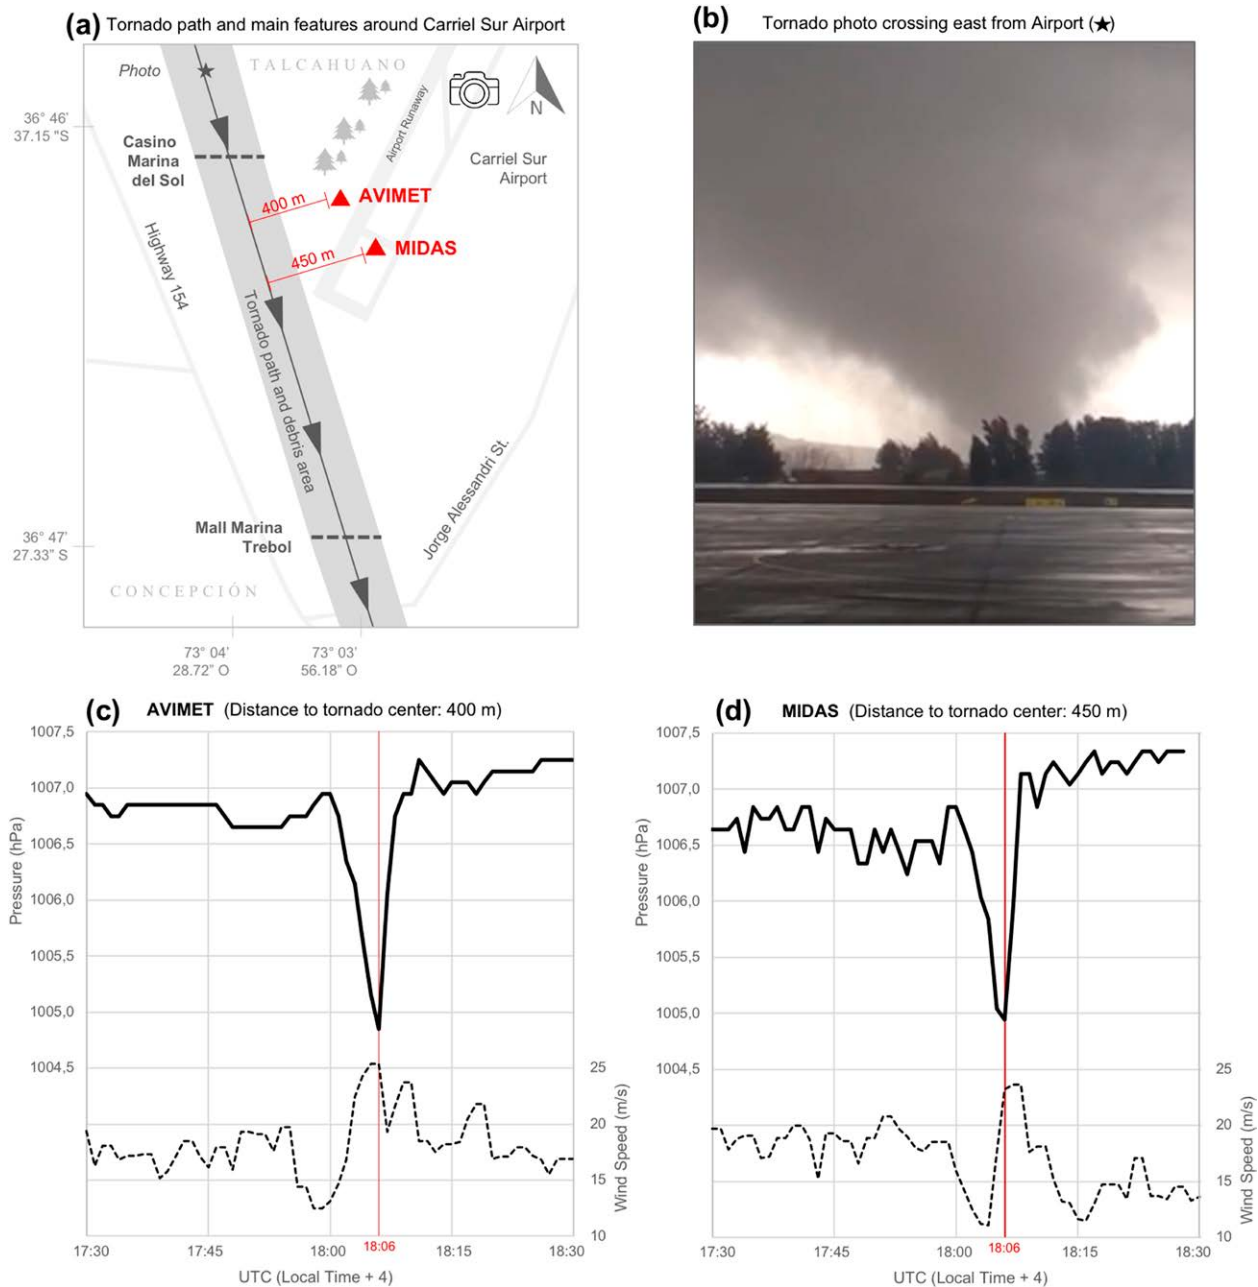 (a) Tornado path and main features around Carriel Sur Airport
Photo
TALCAHUANO
N
36° 46'
37.15 "S
Casino
Marina
del Sol
Airport Runaway
Carriel Sur
Airport
400 m
AVIMET
450 m
MIDAS
Highway 154
Tornado path and debris area
Mall Marina
Trebol
Jorge Alessandri St.
36° 47'
27.33" S
CONCEPCIÓN
73° 04'
28.72" O
73° 03'
56.18" O
(b) Tornado photo crossing east from Airport (★)
(c) AVIMET (Distance to tornado center: 400 m)
1007,5
1007,0
1006,5
1006,0
1005,5
1005,0
1004,5
Pressure (hPa)
25
20
15
10
Wind Speed (m/s)
17:30
17:45
18:00
18:06
18:15
18:30
UTC (Local Time + 4)
(d) MIDAS (Distance to tornado center: 450 m)
1007,5
1007,0
1006,5
1006,0
1005,5
1005,0
1004,5
Pressure (hPa)
25
20
15
10
Wind Speed (m/s)
17:30
17:45
18:00
18:06
18:15
18:30
UTC (Local Time + 4)